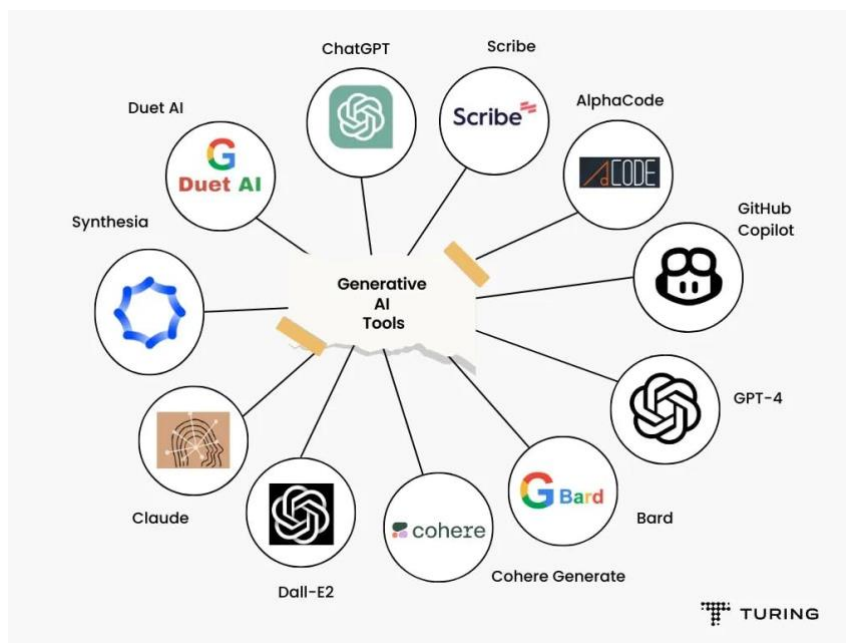 ChatGPT
Scribe
Scribe
Duet AI
G
Duet AI
AlphaCode
ACODE
GitHub
Copilot
Synthesia
Generative
AI
Tools
GPT-4
Claude
G Bard
Bard
cohere
Cohere Generate
Dall-E2
TURING